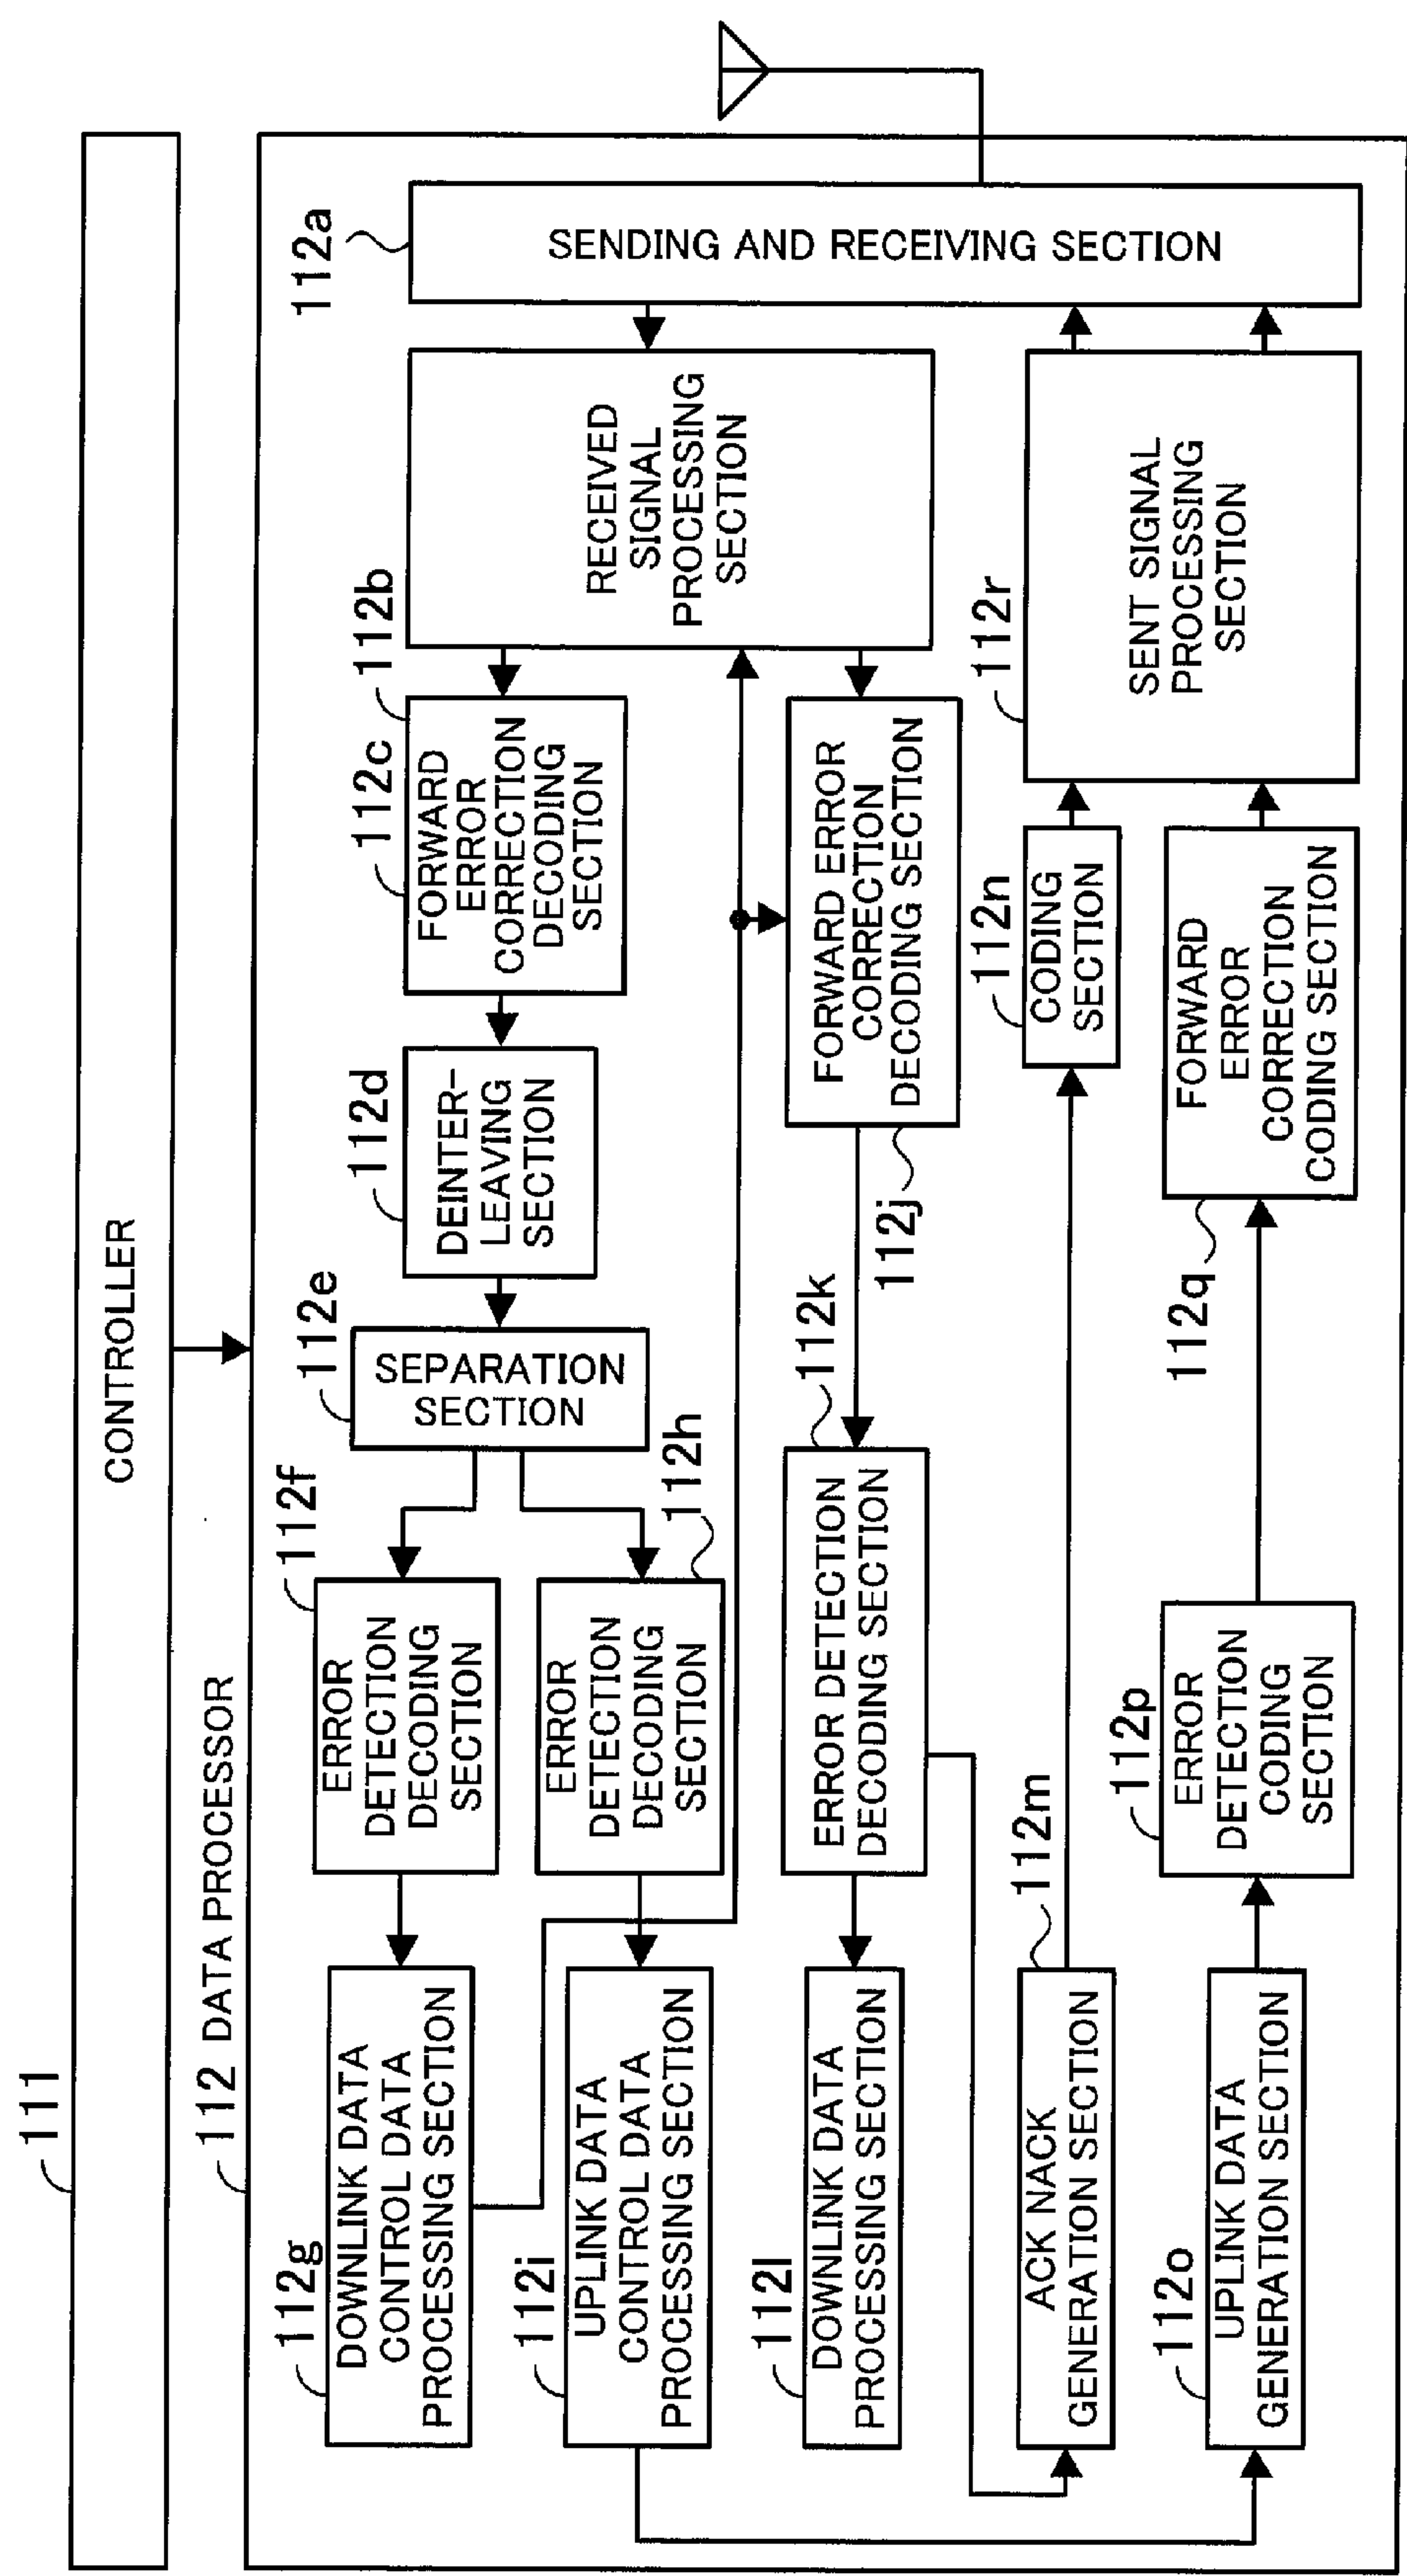 111
CONTROLLER
112 DATA PROCESSOR
112a
SENDING AND RECEIVING SECTION
112b
RECEIVED
SIGNAL
PROCESSING
SECTION
112c
FORWARD
ERROR
CORRECTION
DECODING
SECTION
112d
DEINTER-
LEAVING
SECTION
112e
SEPARATION
SECTION
112f
ERROR
DETECTION
DECODING
SECTION
112g
DOWNLINK DATA
CONTROL DATA
PROCESSING SECTION
112h
ERROR
DETECTION
DECODING
SECTION
112i
UPLINK DATA
CONTROL DATA
PROCESSING SECTION
112j
FORWARD ERROR
CORRECTION
DECODING SECTION
112k
ERROR DETECTION
DECODING SECTION
112l
DOWNLINK DATA
PROCESSING SECTION
112m
ACK NACK
GENERATION SECTION
112n
CODING
SECTION
112o
UPLINK DATA
GENERATION SECTION
112p
ERROR
DETECTION
CODING
SECTION
112q
FORWARD
ERROR
CORRECTION
CODING SECTION
112r
SENT SIGNAL
PROCESSING
SECTION